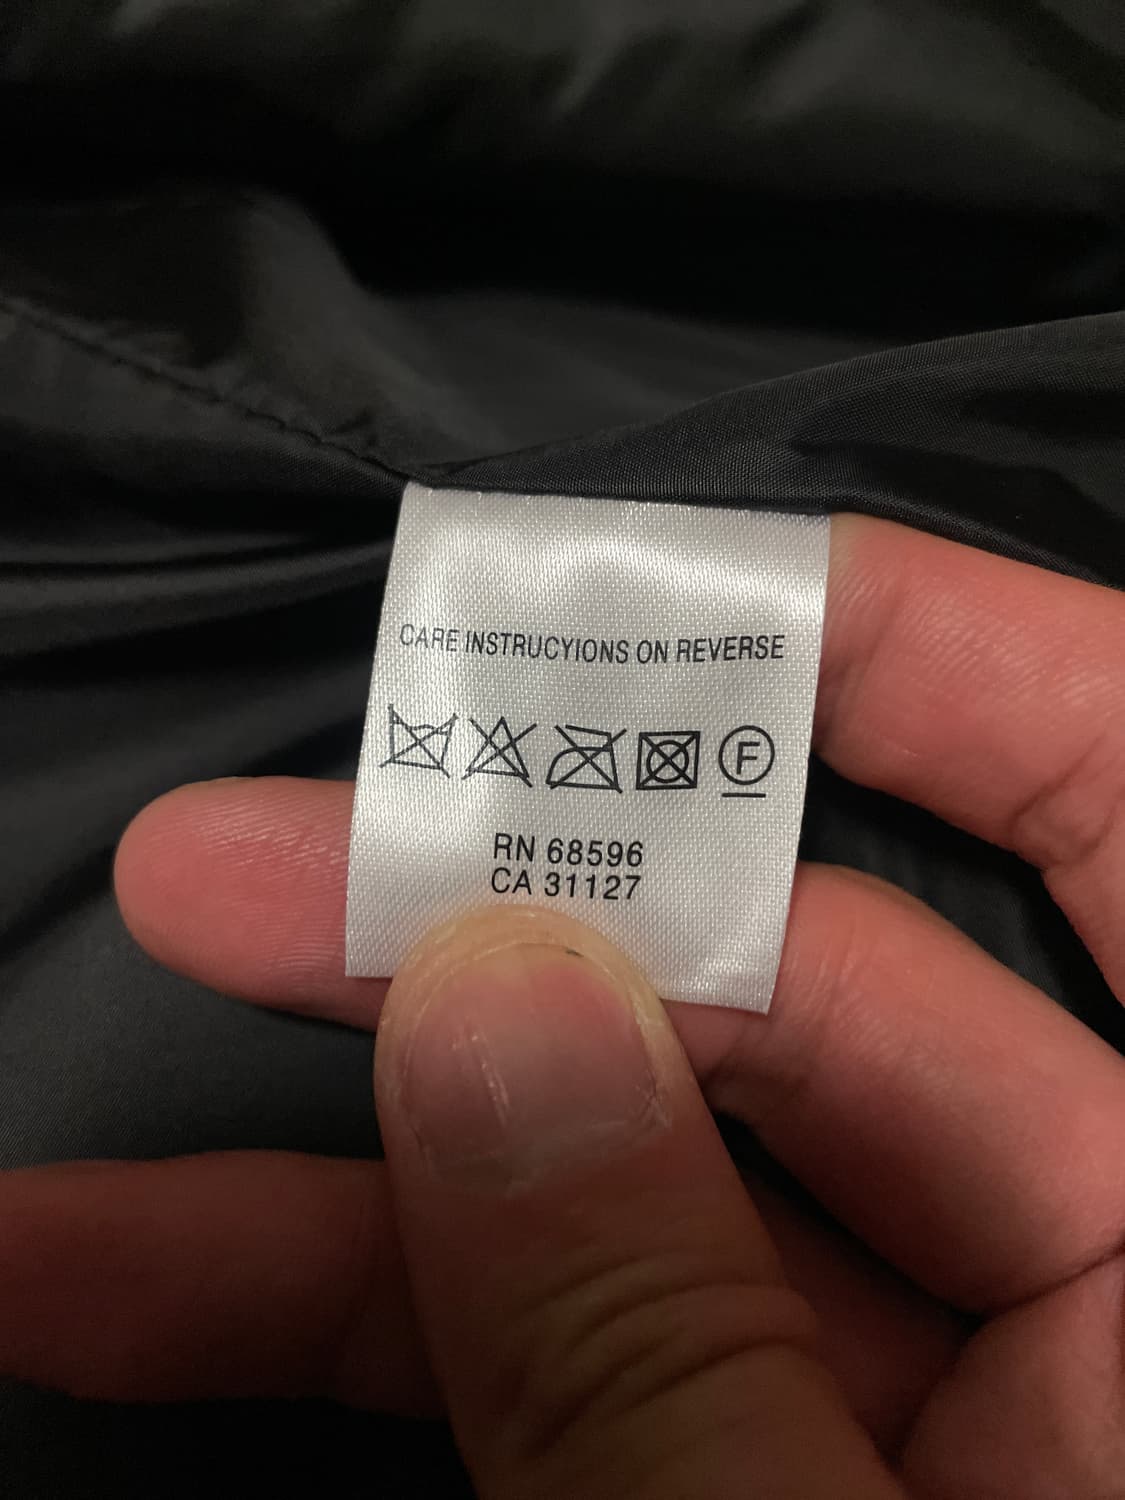 CARE INSTRUCYIONS ON REVERSE
F
RN 68596
CA 31127